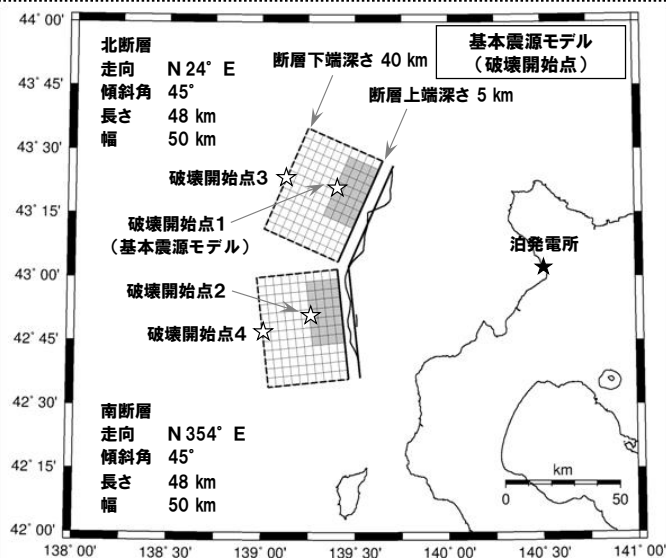 44° 00'
43° 45'
43° 30'
43° 15'
43° 00'
42° 45'
42° 30'
42° 15'
42° 00'
北断層
走向 N 24° E
傾斜角 45°
長さ 48 km
幅 50 km
断層下端深さ 40 km
基本震源モデル
（破壊開始点）
断層上端深さ 5 km
破壊開始点3
破壊開始点1
（基本震源モデル）
泊発電所
破壊開始点2
破壊開始点4
南断層
走向 N 354° E
傾斜角 45°
長さ 48 km
幅 50 km
km
0 50
138° 00' 138° 30' 139° 00' 139° 30' 140° 00' 140° 30' 141° 00'